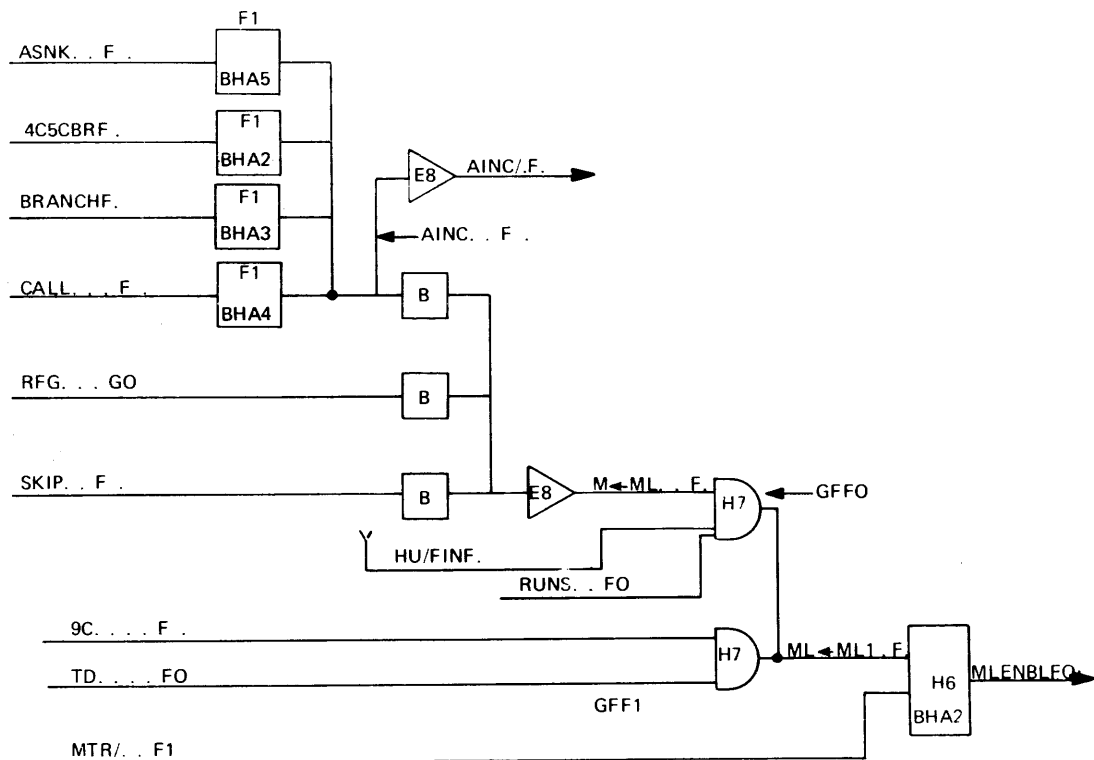 F1
ASNK. . F .
BHA5
4C5CBRF .
F1
BHA2
E8
AINC/.F.
BRANCHF.
F1
BHA3
AINC. . F .
CALL. . . F.
F1
BHA4
B
RFG. . . GO
B
SKIP. . F .
B
E8
M←ML. . F.
H7
GFFO
HU/FINF.
RUNS. . FO
9C. . . . F .
H7
ML←ML1 . F.
TD. . . . FO
GFF1
H6
BHA2
MLENBLFO.
MTR/. . F1